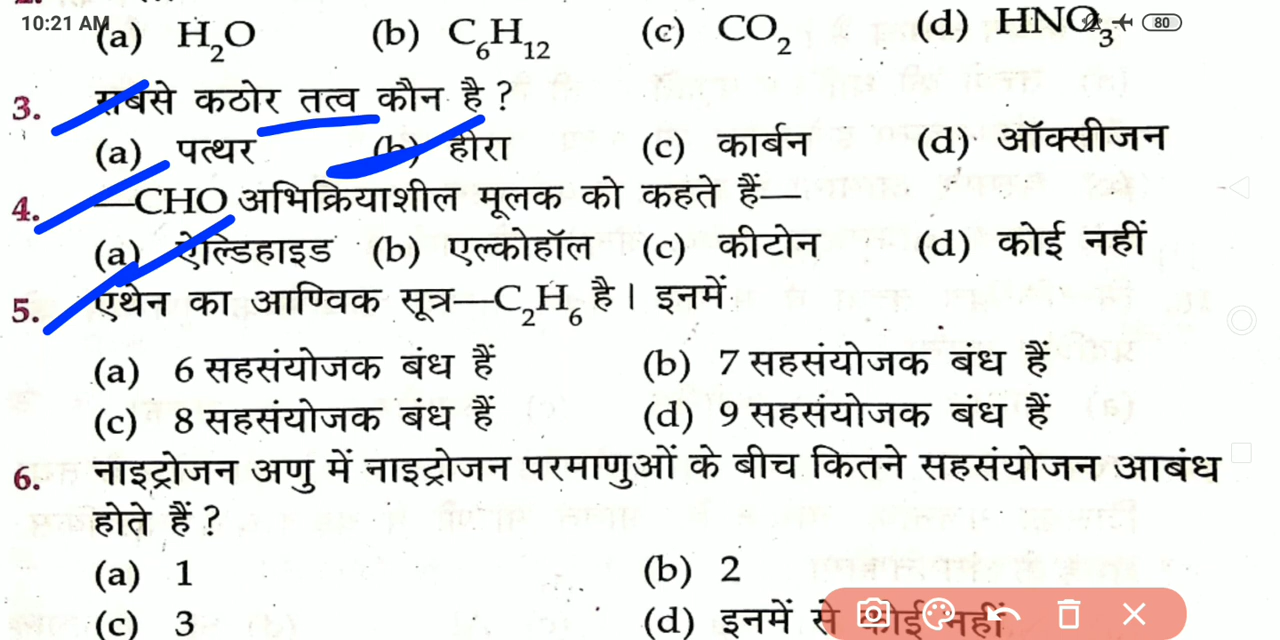 10:21 AM 80
(a) H2O (b) C6H12 (c) CO2 (d) HNO3
3. सबसे कठोर तत्व कौन है ?
(a) पत्थर (b) हीरा (c) कार्बन (d) ऑक्सीजन
4. —CHO अभिक्रियाशील मूलक को कहते हैं—
(a) ऐल्डिहाइड (b) एल्कोहॉल (c) कीटोन (d) कोई नहीं
5. एथेन का आण्विक सूत्र—C2H6 है। इनमें
(a) 6 सहसंयोजक बंध हैं (b) 7 सहसंयोजक बंध हैं
(c) 8 सहसंयोजक बंध हैं (d) 9 सहसंयोजक बंध हैं
6. नाइट्रोजन अणु में नाइट्रोजन परमाणुओं के बीच कितने सहसंयोजन आबंध
होते हैं ?
(a) 1 (b) 2
(c) 3 (d) इनमें से कोई नहीं